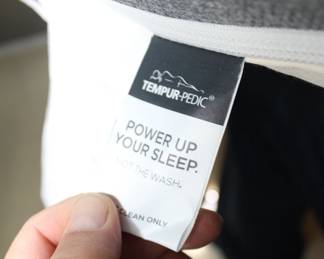 TEMPUR-PEDIC®
POWER UP
YOUR SLEEP.
NOT THE WASH.
CLEAN ONLY